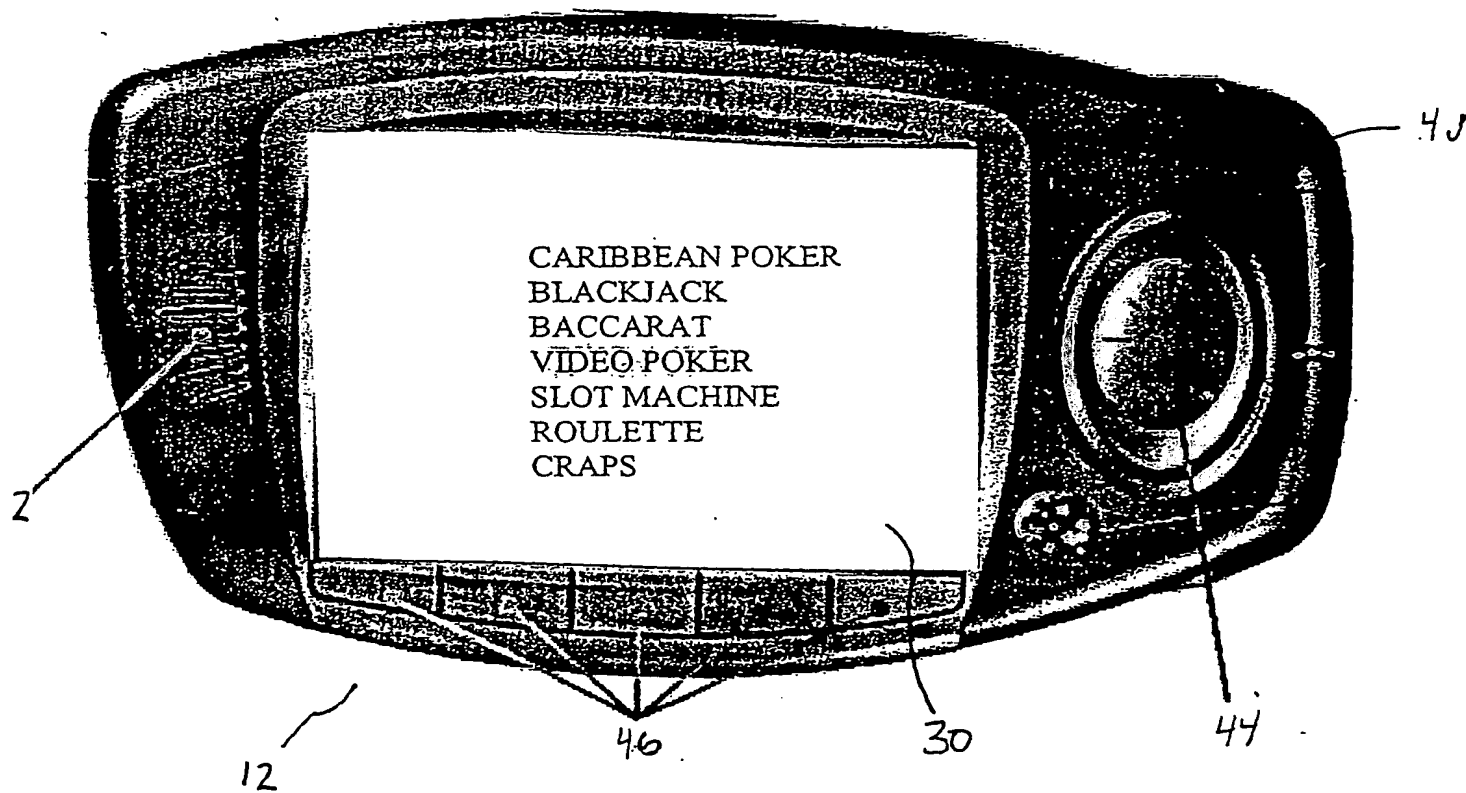 CARIBBEAN POKER
BLACKJACK
BACCARAT
VIDEO POKER
SLOT MACHINE
ROULETTE
CRAPS
2
12
46
30
44